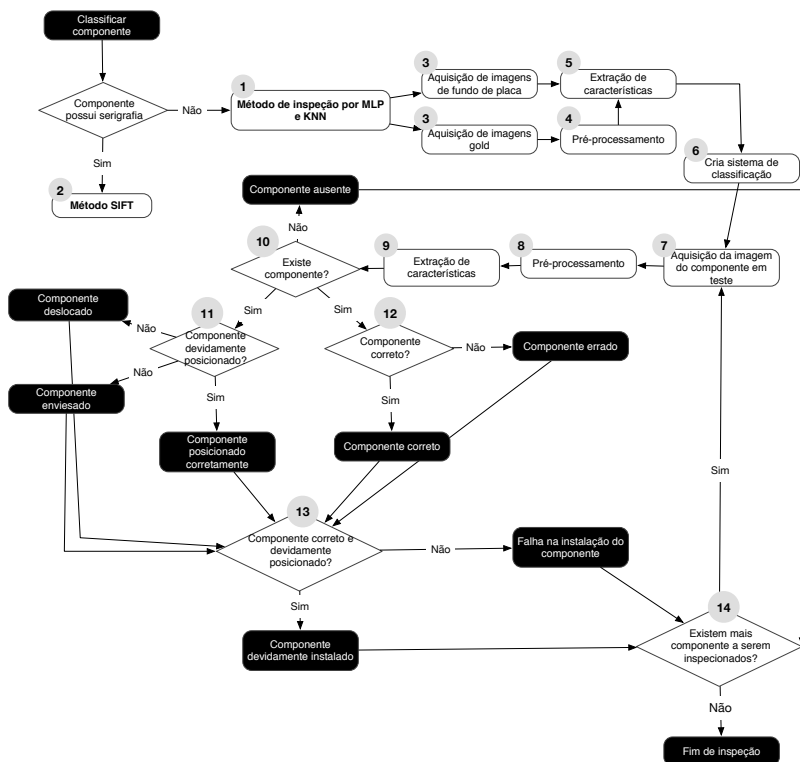 Classificar
componente
Componente
possui serigrafia
Não
Sim
1
Método de inspeção por MLP
e KNN
2
Método SIFT
3
Aquisição de imagens
de fundo de placa
3
Aquisição de imagens
gold
4
Pré-processamento
5
Extração de
características
6
Cria sistema de
classificação
7
Aquisição da imagem
do componente em
teste
8
Pré-processamento
9
Extração de
características
10
Existe
componente?
Não
Componente ausente
Sim
Sim
11
Componente
devidamente
posicionado?
Não
Componente
deslocado
Não
Componente
enviesado
Sim
Componente
posicionado
corretamente
12
Componente
correto?
Não
Componente errado
Sim
Componente correto
13
Componente correto e
devidamente
posicionado?
Não
Falha na instalação do
componente
Sim
Componente
devidamente instalado
14
Existem mais
componente a serem
inspecionados?
Sim
Não
Fim de inspeção